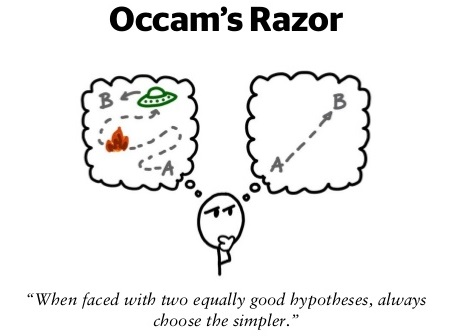 Occam's Razor
B
A
B
A
“When faced with two equally good hypotheses, always
choose the simpler.”